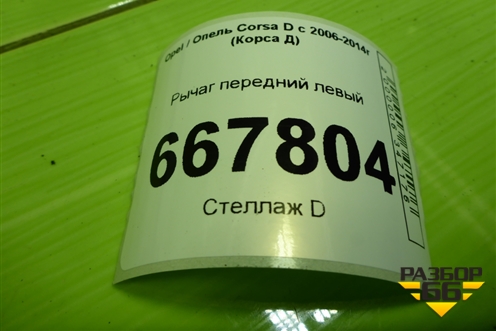 Opel / Опель Corsa D с 2006-2014г
(Корса Д)
Рычаг передний левый
667804
Стеллаж D
РАЗБОР
66